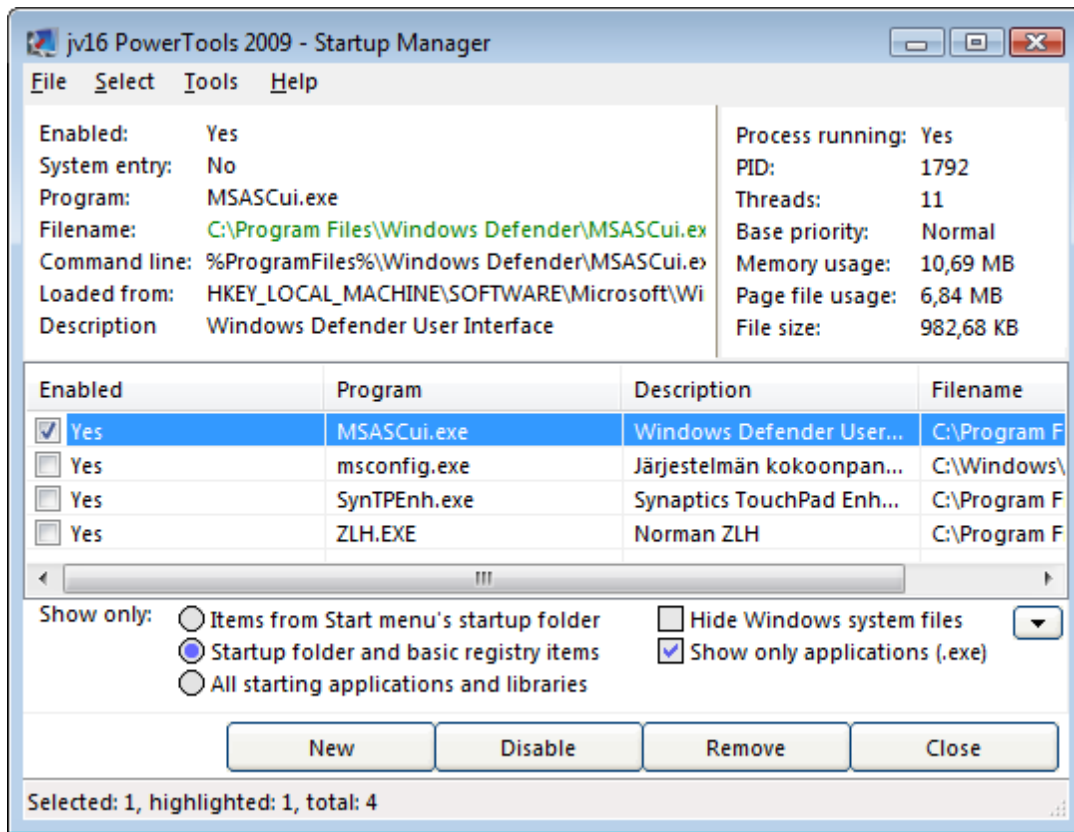 jv16 PowerTools 2009 - Startup Manager
File Select Tools Help
Enabled: Yes
System entry: No
Program: MSASCui.exe
Filename: C:\Program Files\Windows Defender\MSASCui.ex
Command line: %ProgramFiles%\Windows Defender\MSASCui.ex
Loaded from: HKEY_LOCAL_MACHINE\SOFTWARE\Microsoft\Wi
Description Windows Defender User Interface
Process running: Yes
PID: 1792
Threads: 11
Base priority: Normal
Memory usage: 10,69 MB
Page file usage: 6,84 MB
File size: 982,68 KB
Enabled Program Description Filename
Yes MSASCui.exe Windows Defender User... C:\Program F
Yes msconfig.exe Järjestelmän kokoonpan... C:\Windows\
Yes SynTPEnh.exe Synaptics TouchPad Enh... C:\Program F
Yes ZLH.EXE Norman ZLH C:\Program F
Show only:
Items from Start menu's startup folder
Startup folder and basic registry items
All starting applications and libraries
Hide Windows system files
Show only applications (.exe)
New Disable Remove Close
Selected: 1, highlighted: 1, total: 4